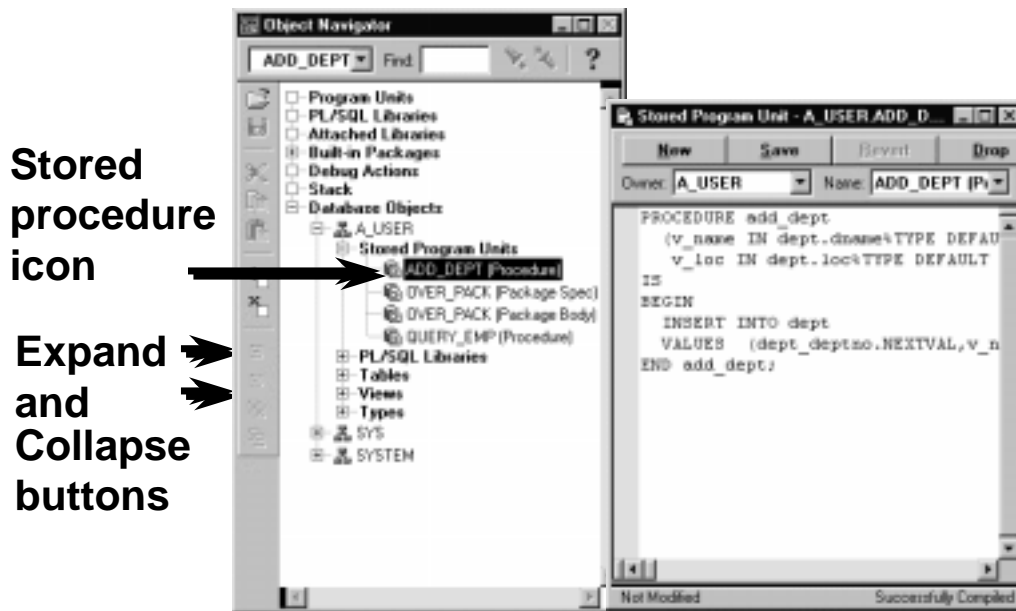 Stored
procedure
icon
Expand
and
Collapse
buttons
Object Navigator
ADD_DEPT Find: ?
Program Units
PL/SQL Libraries
Attached Libraries
Built-in Packages
Debug Actions
Stack
Database Objects
A_USER
Stored Program Units
ADD_DEPT (Procedure)
OVER_PACK (Package Spec)
OVER_PACK (Package Body)
QUERY_EMP (Procedure)
PL/SQL Libraries
Tables
Views
Types
SYS
SYSTEM
Stored Program Unit - A_USER.ADD_D...
New Save Revert Drop
Owner: A_USER Name: ADD_DEPT (P
PROCEDURE add_dept
(v_name IN dept.dname%TYPE DEFAU
v_loc IN dept.loc%TYPE DEFAULT
IS
BEGIN
INSERT INTO dept
VALUES (dept_deptno.NEXTVAL,v_n
END add_dept;
Not Modified Successfully Compiled